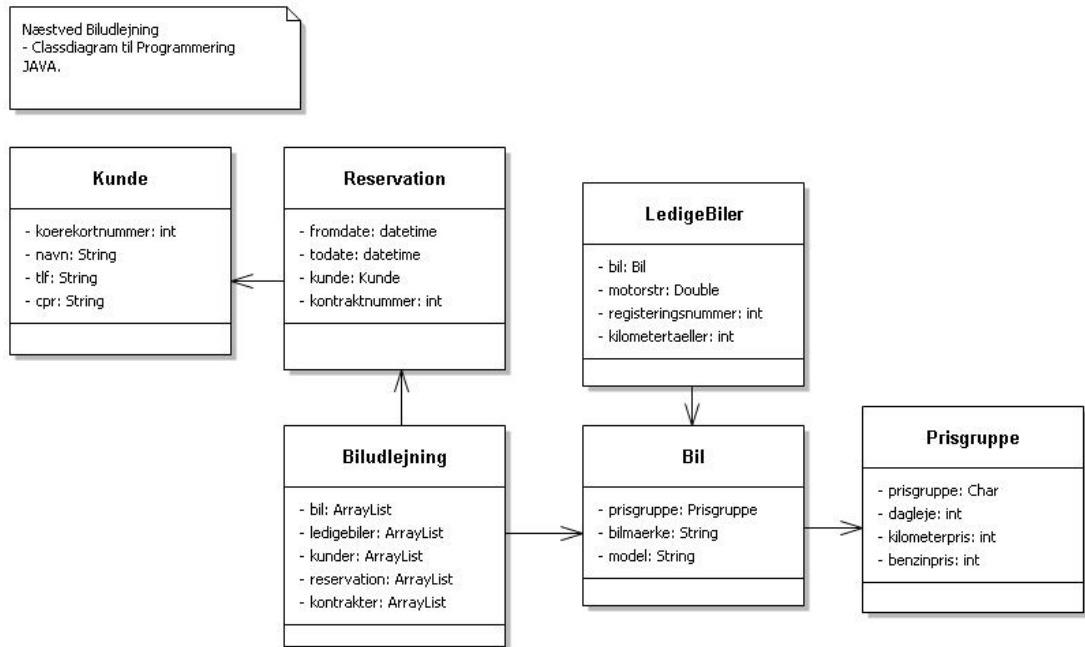 Næstved Biludlejning
- Classdiagram til Programmering
JAVA.
Kunde
- koerekortnummer: int
- navn: String
- tlf: String
- cpr: String
Reservation
- fromdate: datetime
- todate: datetime
- kunde: Kunde
- kontraktnummer: int
LedigeBiler
- bil: Bil
- motorstr: Double
- registeringsnummer: int
- kilometertaeller: int
Biludlejning
- bil: ArrayList
- ledigebiler: ArrayList
- kunder: ArrayList
- reservation: ArrayList
- kontrakter: ArrayList
Bil
- prisgruppe: Prisgruppe
- bilmaerke: String
- model: String
Prisgruppe
- prisgruppe: Char
- dagleje: int
- kilometerpris: int
- benzinpris: int